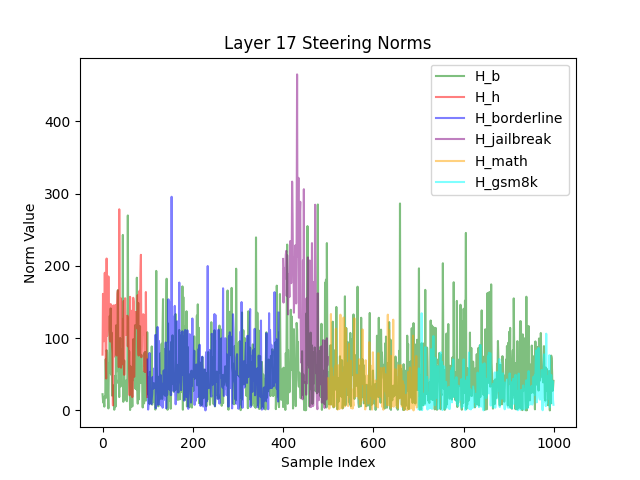 Layer 17 Steering Norms
H_b
H_h
H_borderline
H_jailbreak
H_math
H_gsm8k
Norm Value
400
300
200
100
0
0
200
400
600
800
1000
Sample Index